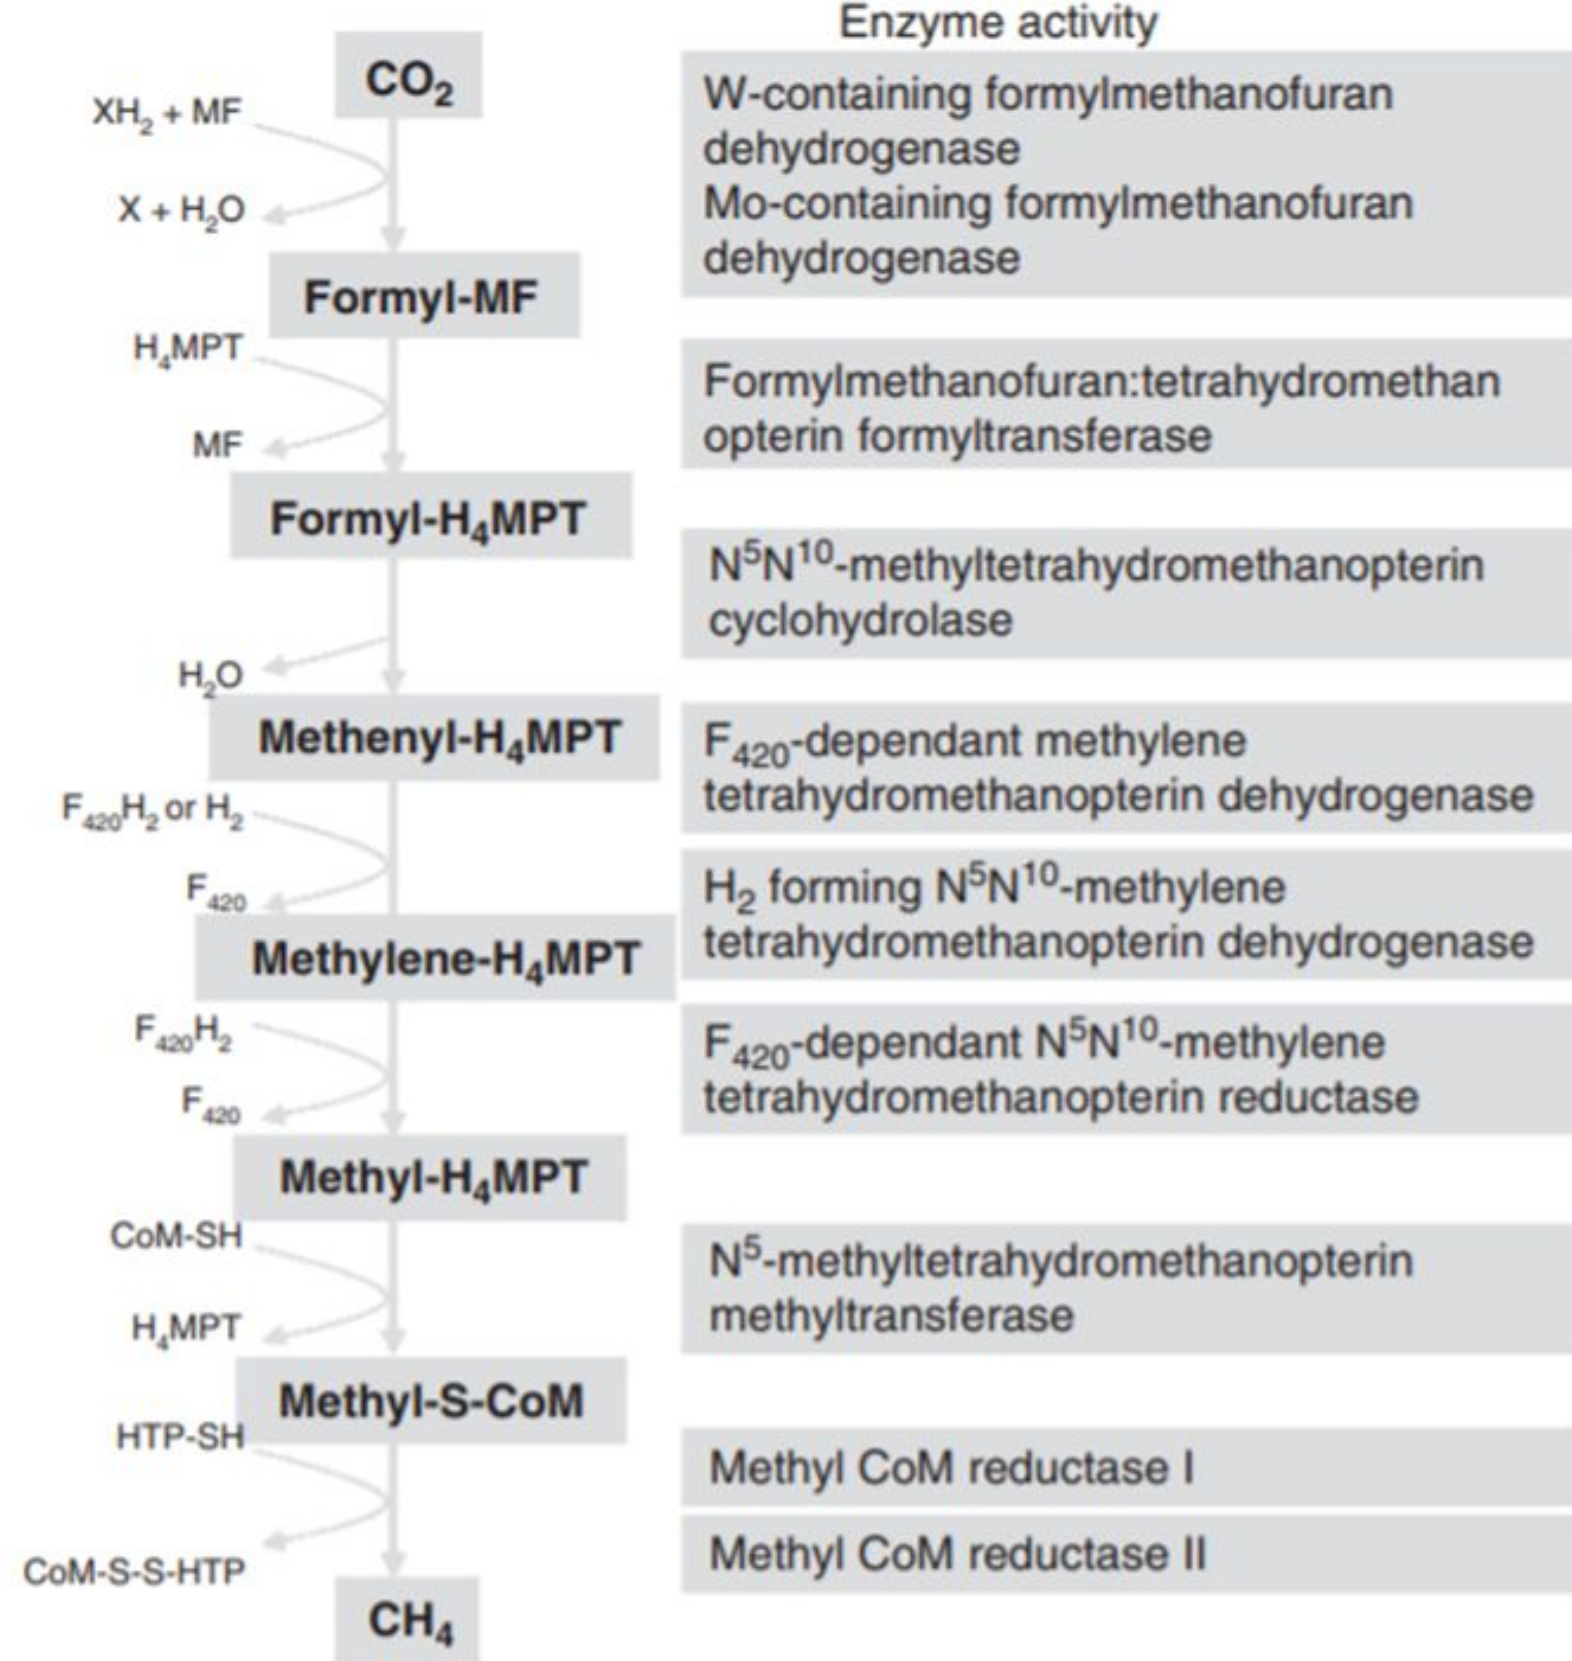 Enzyme activity
CO₂
XH₂ + MF
X + H₂O
W-containing formylmethanofuran
dehydrogenase
Mo-containing formylmethanofuran
dehydrogenase
Formyl-MF
H₄MPT
MF
Formylmethanofuran:tetrahydromethan
opterin formyltransferase
Formyl-H₄MPT
H₂O
N⁵N¹⁰-methyltetrahydromethanopterin
cyclohydrolase
Methenyl-H₄MPT
F₄₂₀H₂ or H₂
F₄₂₀
F₄₂₀-dependant methylene
tetrahydromethanopterin dehydrogenase
H₂ forming N⁵N¹⁰-methylene
tetrahydromethanopterin dehydrogenase
Methylene-H₄MPT
F₄₂₀H₂
F₄₂₀
F₄₂₀-dependant N⁵N¹⁰-methylene
tetrahydromethanopterin reductase
Methyl-H₄MPT
CoM-SH
H₄MPT
N⁵-methyltetrahydromethanopterin
methyltransferase
Methyl-S-CoM
HTP-SH
CoM-S-S-HTP
Methyl CoM reductase I
Methyl CoM reductase II
CH₄